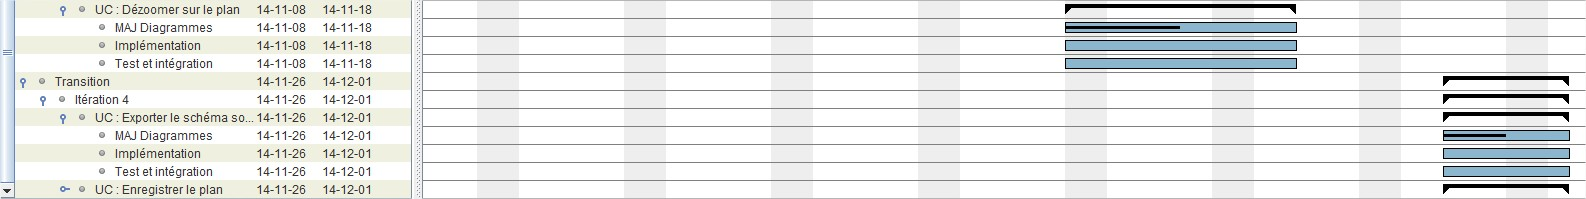 UC : Dézoomer sur le plan 14-11-08 14-11-18
MAJ Diagrammes 14-11-08 14-11-18
Implémentation 14-11-08 14-11-18
Test et intégration 14-11-08 14-11-18
Transition 14-11-26 14-12-01
Itération 4 14-11-26 14-12-01
UC : Exporter le schéma so... 14-11-26 14-12-01
MAJ Diagrammes 14-11-26 14-12-01
Implémentation 14-11-26 14-12-01
Test et intégration 14-11-26 14-12-01
UC : Enregistrer le plan 14-11-26 14-12-01